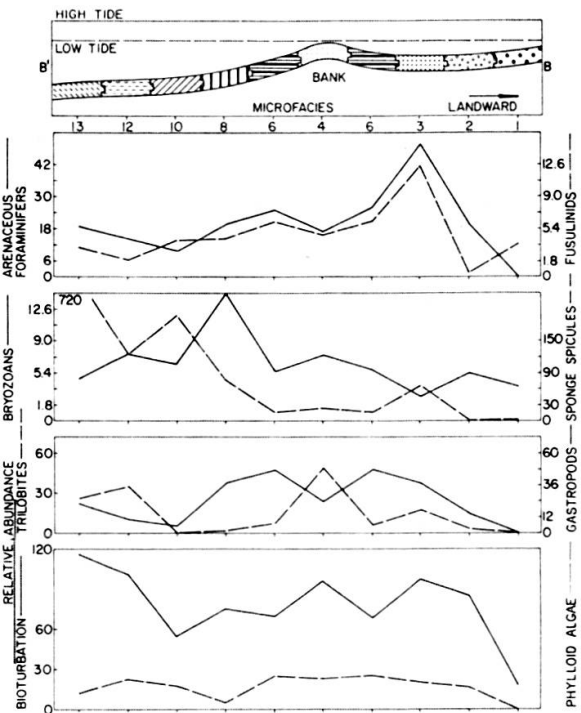 HIGH TIDE
LOW TIDE
B' B
BANK
MICROFACIES LANDWARD
13 12 10 8 6 4 6 3 2 1
ARENACEOUS FORAMINIFERS
42
30
18
6
0
12.6
9.0
5.4
1.8
0
FUSULINIDS
BRYOZOANS
720
12.6
9.0
5.4
1.8
0
150
90
30
0
SPONGE SPICULES
RELATIVE ABUNDANCE
TRILOBITES
60
30
0
60
36
12
0
GASTROPODS
BIOTURBATION
120
60
30
0
PHYLLOID ALGAE